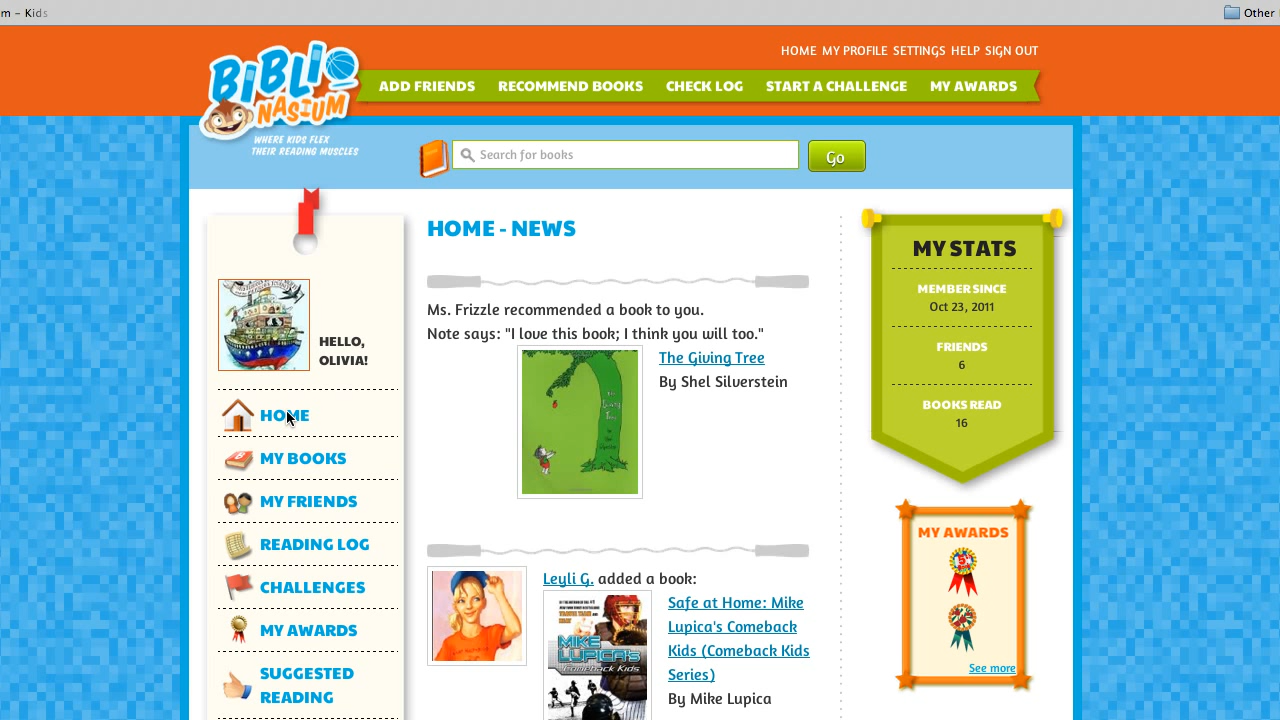 m – Kids
Other
HOME MY PROFILE SETTINGS HELP SIGN OUT
BIBLIO
NASIUM
WHERE KIDS FLEX
THEIR READING MUSCLES
ADD FRIENDS RECOMMEND BOOKS CHECK LOG START A CHALLENGE MY AWARDS
Search for books
Go
HELLO,
OLIVIA!
HOME
MY BOOKS
MY FRIENDS
READING LOG
CHALLENGES
MY AWARDS
SUGGESTED
READING
HOME - NEWS
Ms. Frizzle recommended a book to you.
Note says: "I love this book; I think you will too."
The Giving Tree
By Shel Silverstein
The
Giving
Tree
Leyli G. added a book:
Safe at Home: Mike
Lupica's Comeback
Kids (Comeback Kids
Series)
By Mike Lupica
MIKE
LUPICA's
Comeback Kids
MY STATS
MEMBER SINCE
Oct 23, 2011
FRIENDS
6
BOOKS READ
16
MY AWARDS
See more